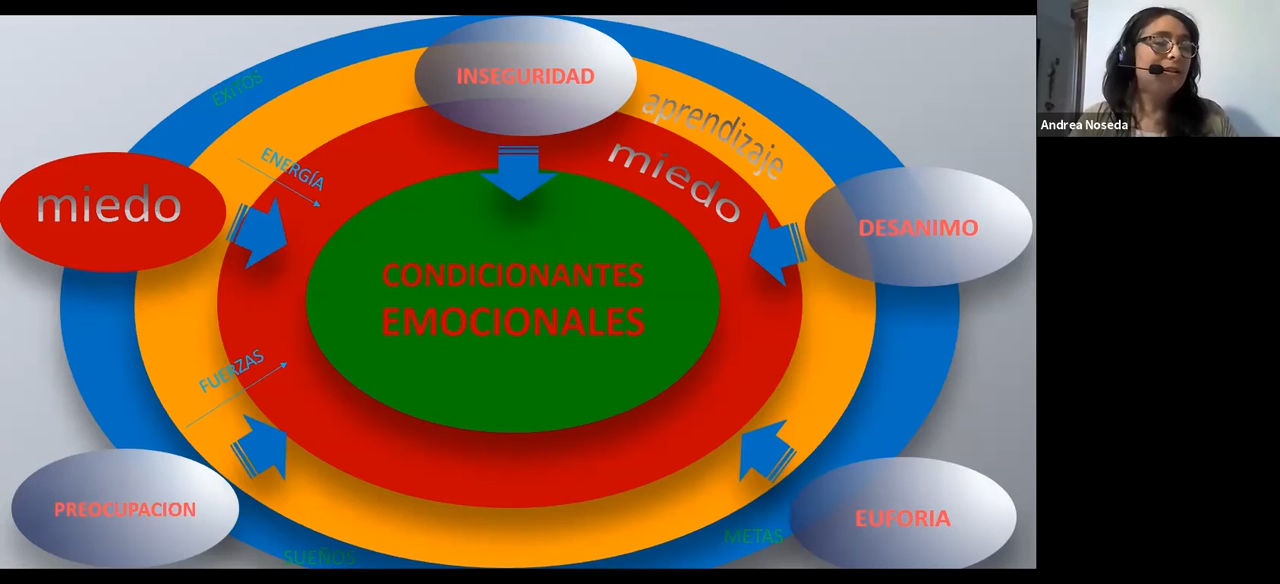 INSEGURIDAD
EXITOS
aprendizaje
miedo
ENERGÍA
miedo
DESANIMO
CONDICIONANTES
EMOCIONALES
FUERZAS
PREOCUPACION
EUFORIA
METAS
SUEÑOS
Andrea Noseda